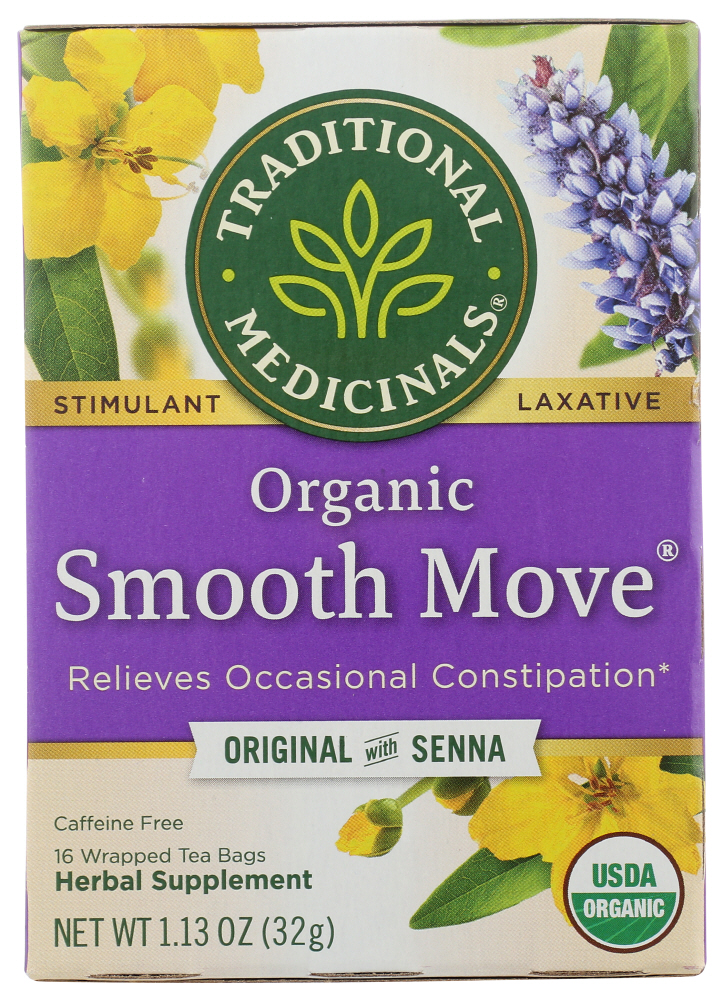 TRADITIONAL
MEDICINALS®
STIMULANT
LAXATIVE
Organic
Smooth Move®
Relieves Occasional Constipation*
ORIGINAL with SENNA
Caffeine Free
16 Wrapped Tea Bags
Herbal Supplement
NET WT 1.13 OZ (32g)
USDA
ORGANIC